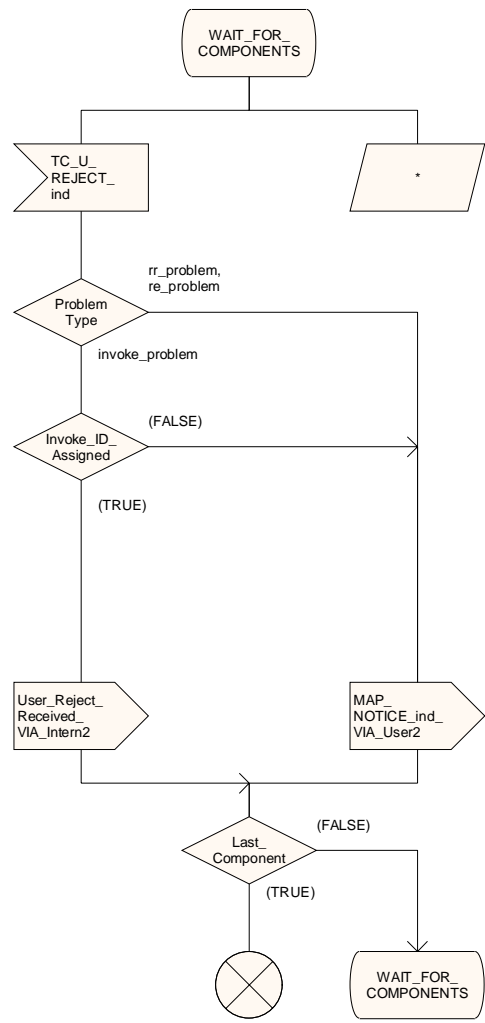 WAIT_FOR_
COMPONENTS
TC_U_
REJECT_
ind
*
rr_problem,
re_problem
Problem
Type
invoke_problem
(FALSE)
Invoke_ID_
Assigned
(TRUE)
User_Reject_
Received_
VIA_Intern2
MAP_
NOTICE_ind_
VIA_User2
(FALSE)
Last_
Component
(TRUE)
WAIT_FOR_
COMPONENTS